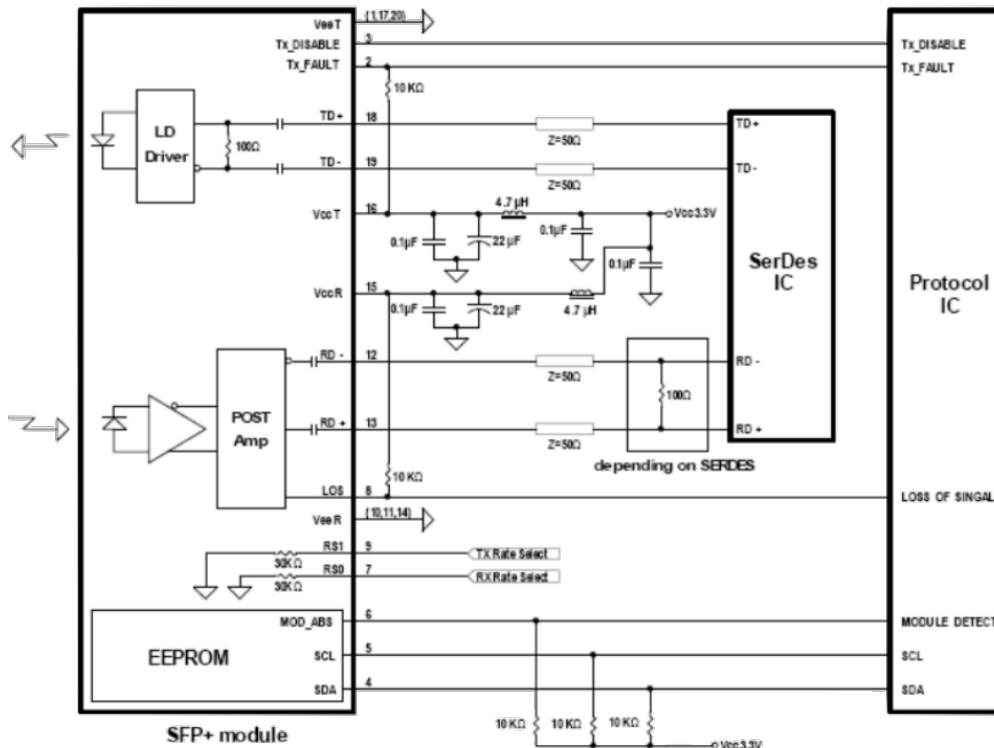 VeeT (1,17,20)
Tx_DISABLE 3 Tx_DISABLE
Tx_FAULT 2 Tx_FAULT
10 KΩ
LD
Driver
100Ω
TD+ 18 Z=50Ω TD+
TD- 19 Z=50Ω TD-
4.7 µH
VccT 16 Vcc3.3V
0.1µF 22 µF 0.1µF
0.1µF
SerDes
IC
Protocol
IC
VccR 15
0.1µF 22 µF 4.7 µH
RD - 12 Z=50Ω RD -
100Ω
POST
Amp
RD + 13 Z=50Ω RD +
depending on SERDES
10 KΩ
LOS 8 LOSS OF SINGAL
VeeR (10,11,14)
RS1 9 TX Rate Select
30KΩ
RS0 7 RX Rate Select
30KΩ
MOD_ABS 6 MODULE DETECT
EEPROM
SCL 5 SCL
SDA 4 SDA
10 KΩ 10 KΩ 10 KΩ
Vcc3.3V
SFP+ module